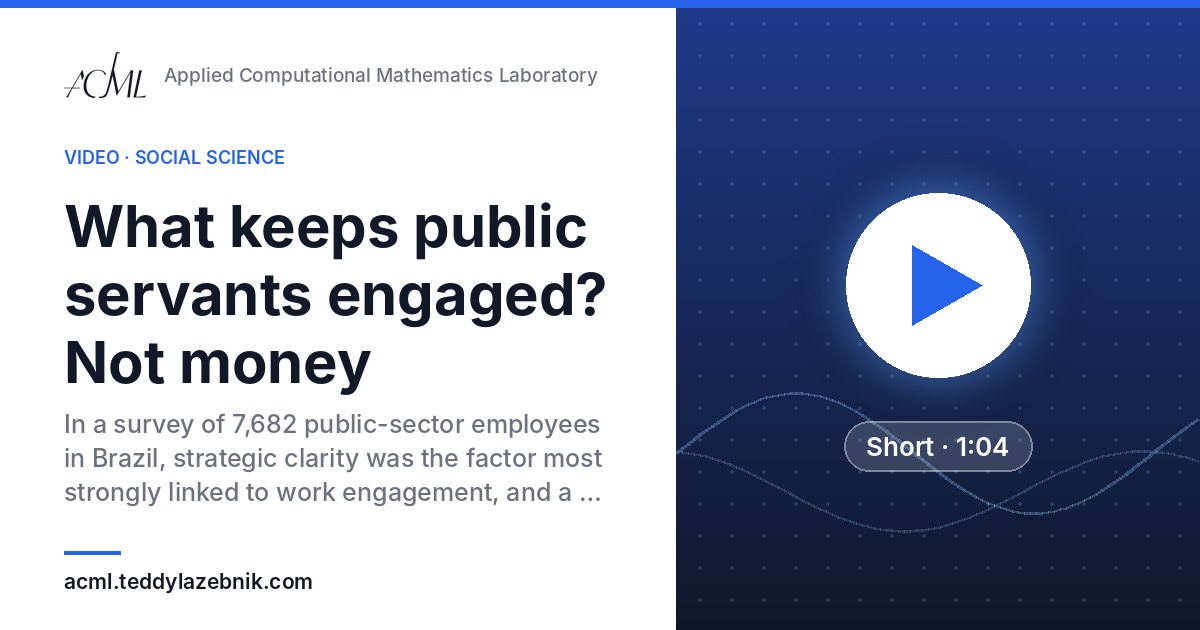 ACML
Applied Computational Mathematics Laboratory
VIDEO · SOCIAL SCIENCE
What keeps public
servants engaged?
Not money
In a survey of 7,682 public-sector employees
in Brazil, strategic clarity was the factor most
strongly linked to work engagement, and a ...
acml.teddylazebnik.com
Short · 1:04